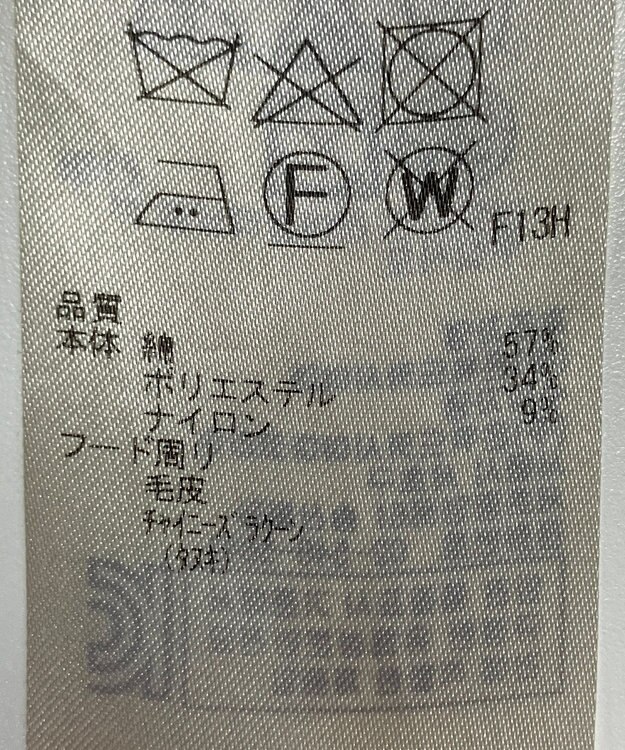 F W F13H
品質
本体 綿 57%
ポリエステル 34%
ナイロン 9%
フード周り
毛皮
ﾁｬｲﾆｰｽﾞﾗｸｰﾝ
(ﾀﾇｷ)